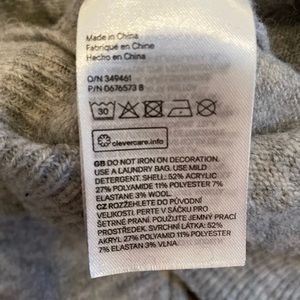 Made in China
Fabriqué en Chine
Hecho en China
O/N 349461
P/N 0676573 B
30
clevercare.info
GB DO NOT IRON ON DECORATION.
USE A LAUNDRY BAG. USE MILD
DETERGENT. SHELL: 52% ACRYLIC
27% POLYAMIDE 11% POLYESTER 7%
ELASTANE 3% WOOL.
CZ ROZŽEHLETE DO PŮVODNÍ
VELIKOSTI. PERTE V SÁČKU PRO
ŠETRNÉ PRANÍ. POUŽIJTE JEMNÝ PRACÍ
PROSTŘEDEK. SVRCHNÍ LÁTKA: 52%
AKRYL 27% POLYAMID 11% POLYESTER
7% ELASTAN 3% VLNA.